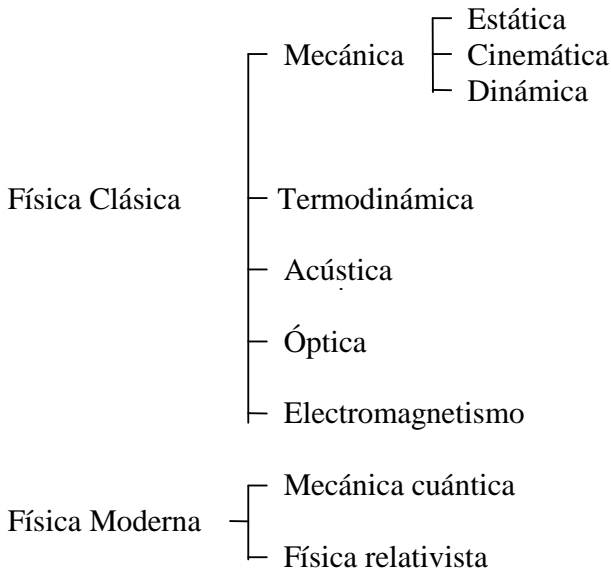 Estática
Mecánica
Cinemática
Dinámica
Física Clásica
Termodinámica
Acústica
Óptica
Electromagnetismo
Mecánica cuántica
Física Moderna
Física relativista